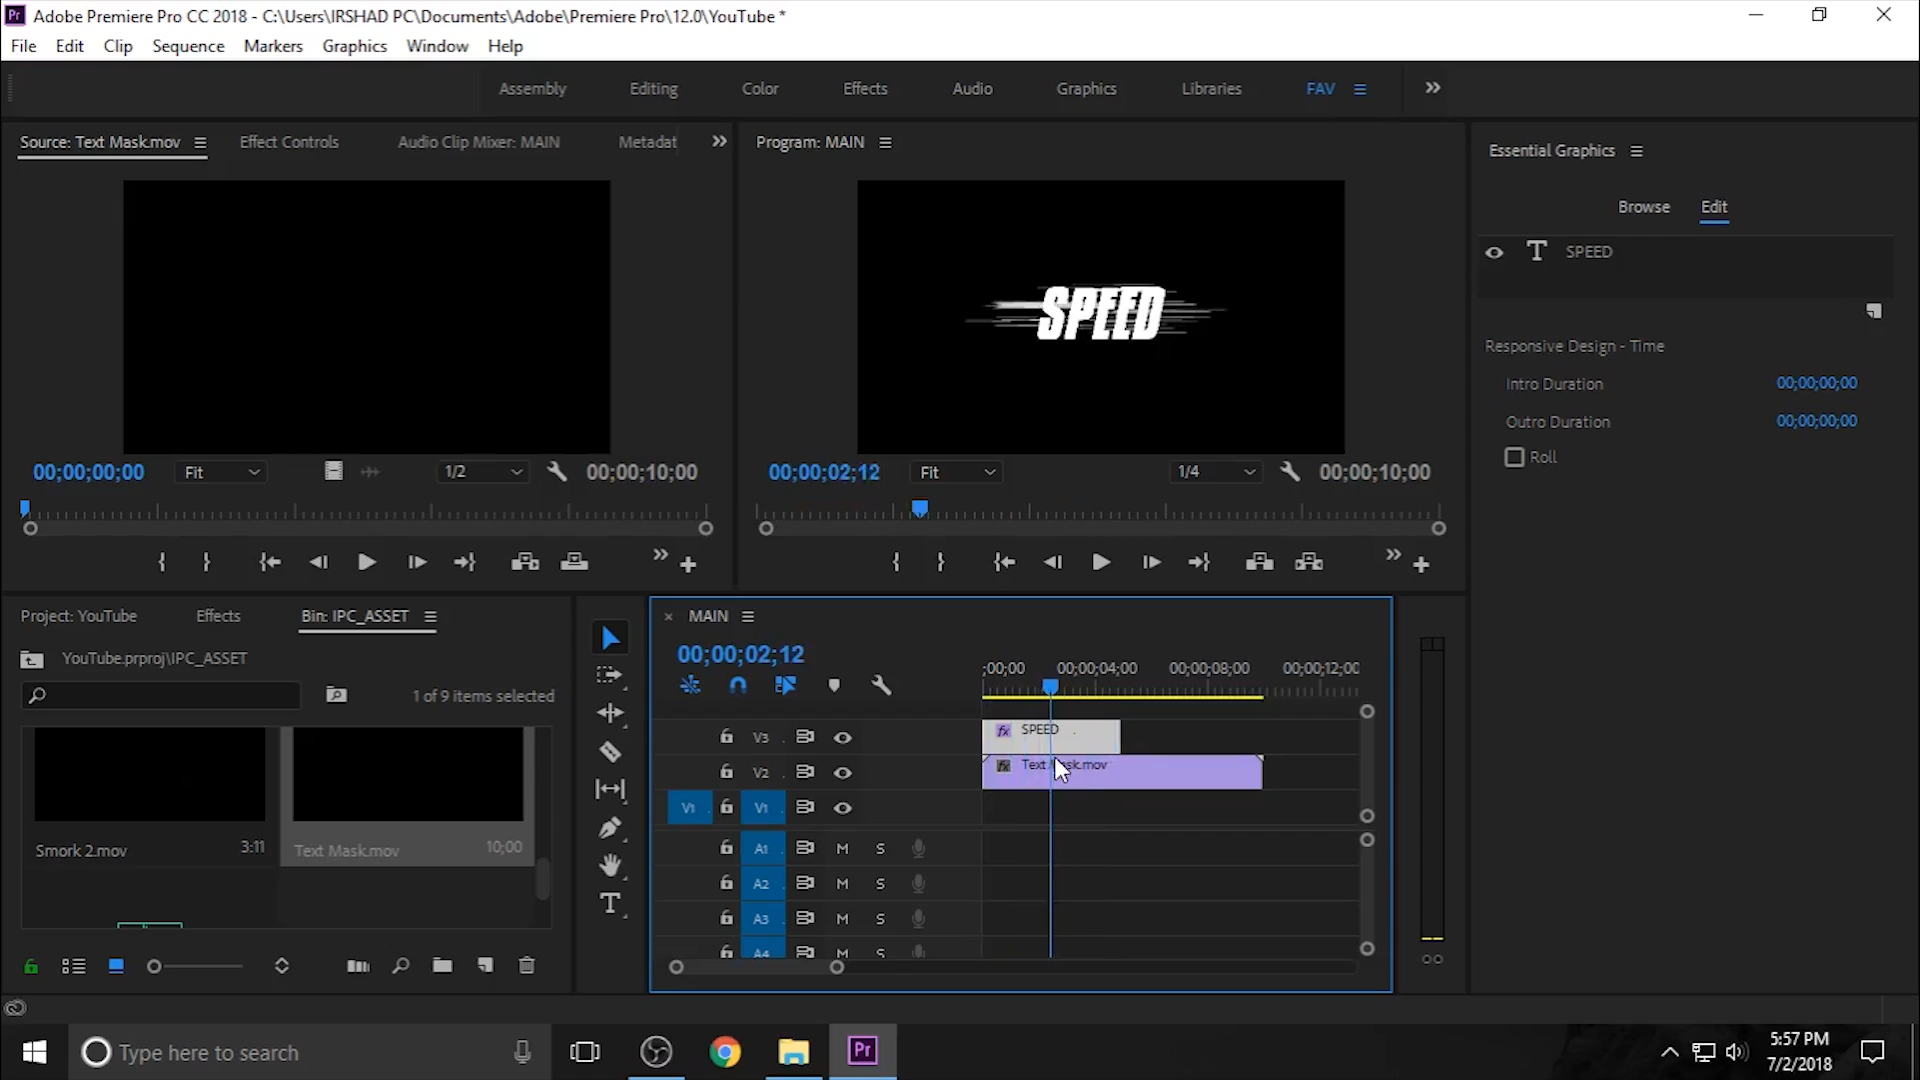 Pr Adobe Premiere Pro CC 2018 - C:\Users\IRSHAD PC\Documents\Adobe\Premiere Pro\12.0\YouTube *
File Edit Clip Sequence Markers Graphics Window Help
Assembly Editing Color Effects Audio Graphics Libraries FAV
Source: Text Mask.mov Effect Controls Audio Clip Mixer: MAIN Metadat
Program: MAIN
Essential Graphics
Browse Edit
T SPEED
SPEED
Responsive Design - Time
Intro Duration 00;00;00;00
Outro Duration 00;00;00;00
Roll
00;00;00;00 Fit 1/2 00;00;10;00
00;00;02;12 Fit 1/4 00;00;10;00
Project: YouTube Effects Bin: IPC_ASSET
YouTube.prproj\IPC_ASSET
1 of 9 items selected
Smork 2.mov 3:11
Text Mask.mov 10;00
MAIN
00;00;02;12
;00;00 00;00;04;00 00;00;08;00 00;00;12;00
V3 fx SPEED
V2 fx Text
V1 V1
A1 M S
A2 M S
A3 M S
A4 M S
Type here to search
Pr
5:57 PM
7/2/2018